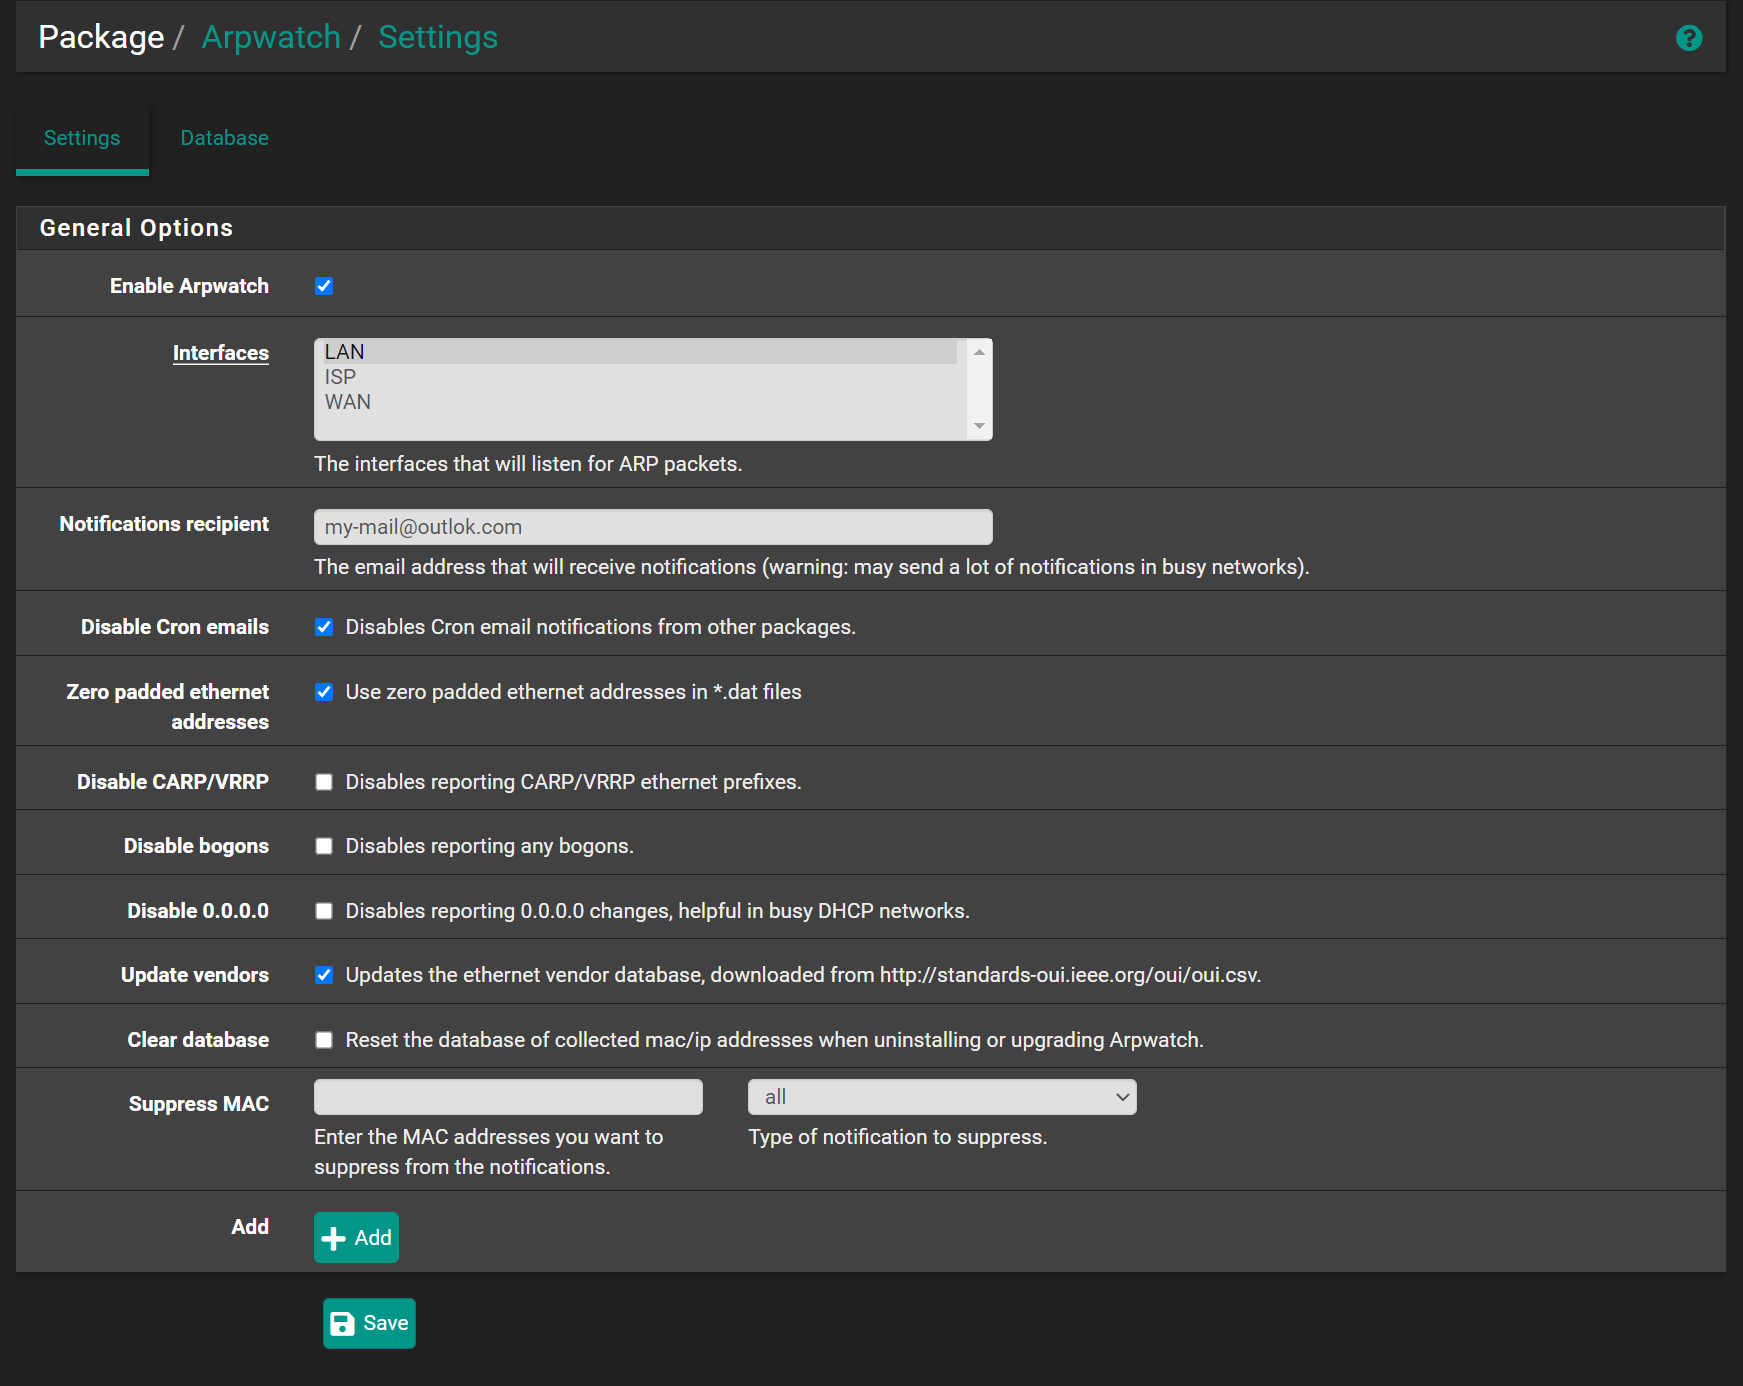 Package / Arpwatch / Settings
Settings Database
General Options
Enable Arpwatch
Interfaces
LAN
ISP
WAN
The interfaces that will listen for ARP packets.
Notifications recipient
my-mail@outlok.com
The email address that will receive notifications (warning: may send a lot of notifications in busy networks).
Disable Cron emails
Disables Cron email notifications from other packages.
Zero padded ethernet
addresses
Use zero padded ethernet addresses in *.dat files
Disable CARP/VRRP
Disables reporting CARP/VRRP ethernet prefixes.
Disable bogons
Disables reporting any bogons.
Disable 0.0.0.0
Disables reporting 0.0.0.0 changes, helpful in busy DHCP networks.
Update vendors
Updates the ethernet vendor database, downloaded from http://standards-oui.ieee.org/oui/oui.csv.
Clear database
Reset the database of collected mac/ip addresses when uninstalling or upgrading Arpwatch.
Suppress MAC
all
Enter the MAC addresses you want to
suppress from the notifications.
Type of notification to suppress.
Add
Add
Save